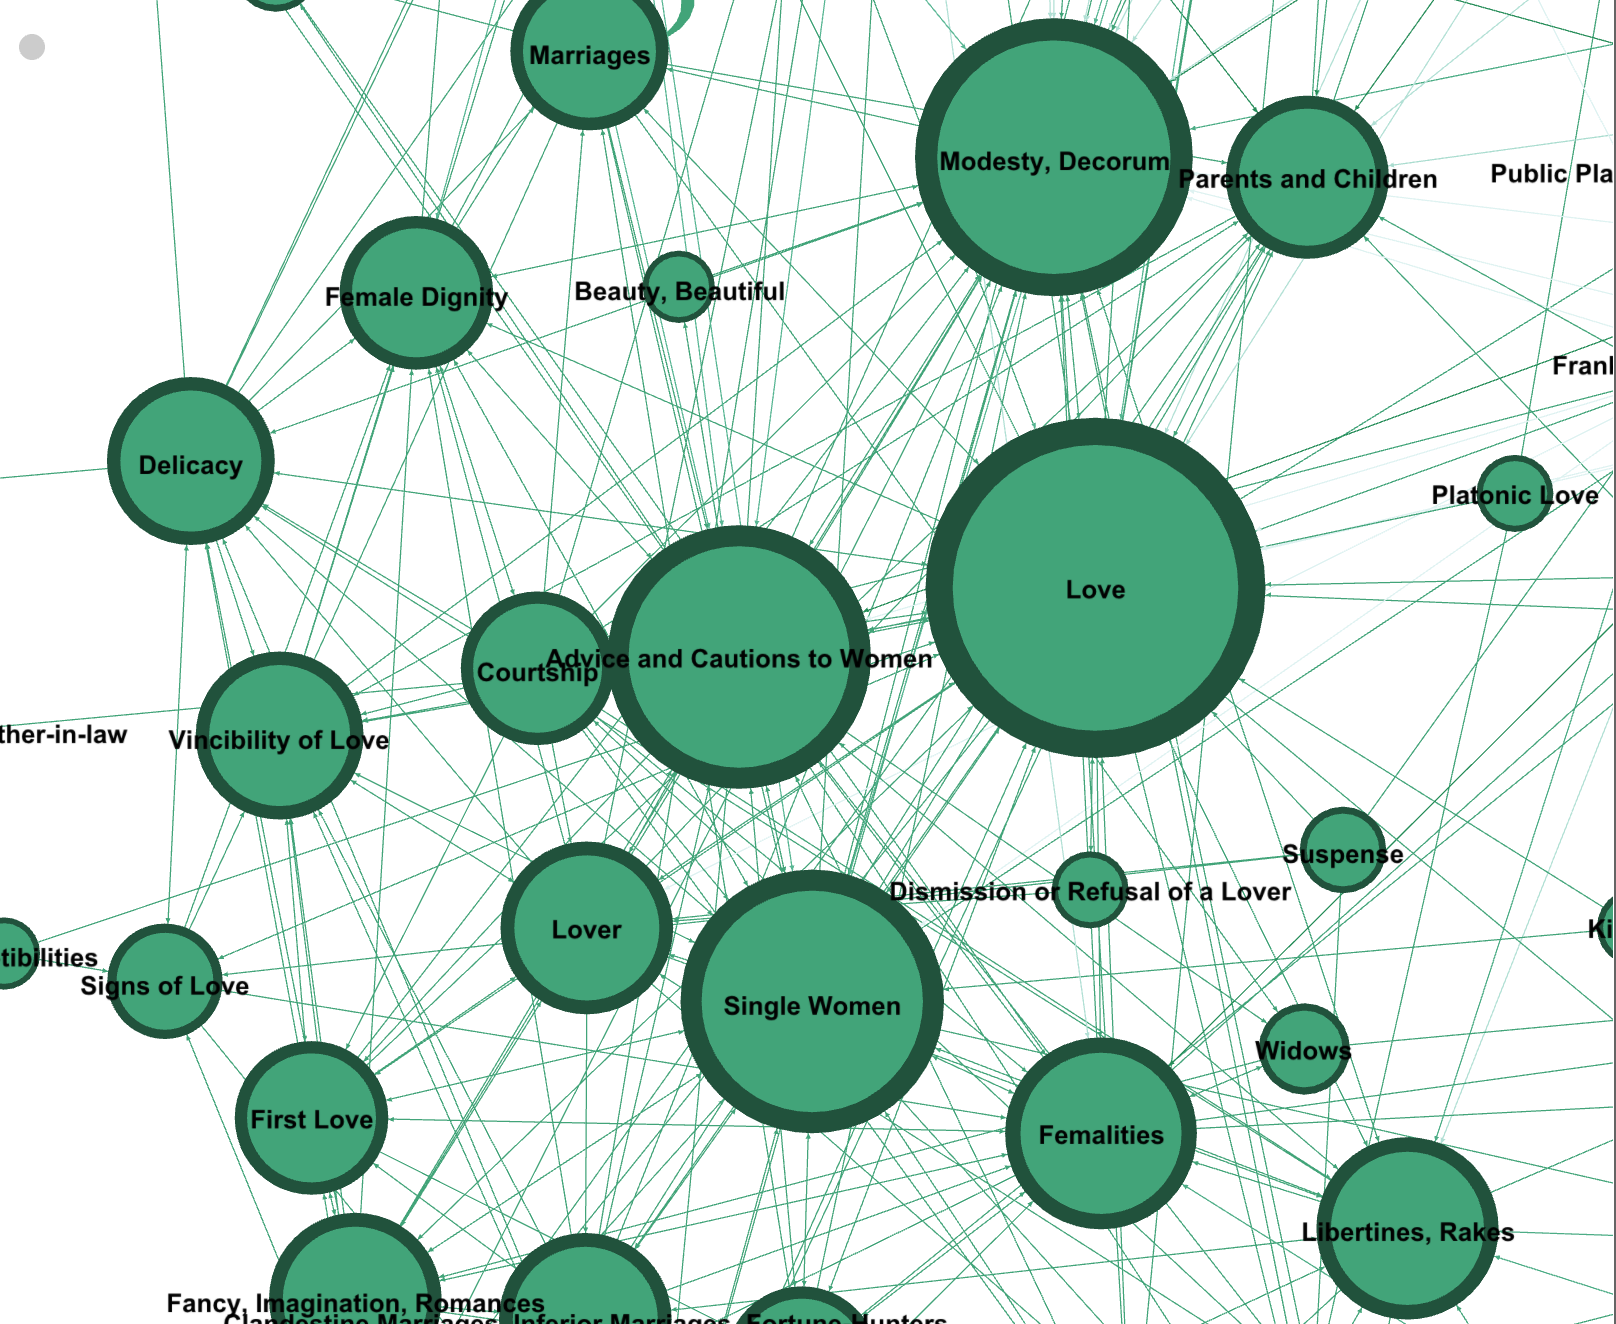 Marriages
Modesty, Decorum
Parents and Children
Public Pla
Female Dignity
Beauty, Beautiful
Franl
Delicacy
Platonic Love
Love
Advice and Cautions to Women
Courtship
ther-in-law
Vincibility of Love
Suspense
Dismission or Refusal of a Lover
Lover
Ki
tibilities
Signs of Love
Single Women
Widows
First Love
Femalities
Libertines, Rakes
Fancy, Imagination, Romances
Clandestine Marriages, Inferior Marriages, Fortune Hunters